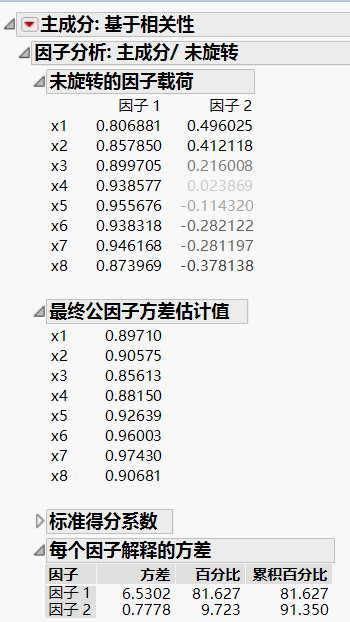 主成分: 基于相关性
因子分析: 主成分/ 未旋转
未旋转的因子载荷
因子 1 因子 2
x1 0.806881 0.496025
x2 0.857850 0.412118
x3 0.899705 0.216008
x4 0.938577 0.023869
x5 0.955676 -0.114320
x6 0.938318 -0.282122
x7 0.946168 -0.281197
x8 0.873969 -0.378138
最终公因子方差估计值
x1 0.89710
x2 0.90575
x3 0.85613
x4 0.88150
x5 0.92639
x6 0.96003
x7 0.97430
x8 0.90681
标准得分系数
每个因子解释的方差
因子 方差 百分比 累积百分比
因子 1 6.5302 81.627 81.627
因子 2 0.7778 9.723 91.350